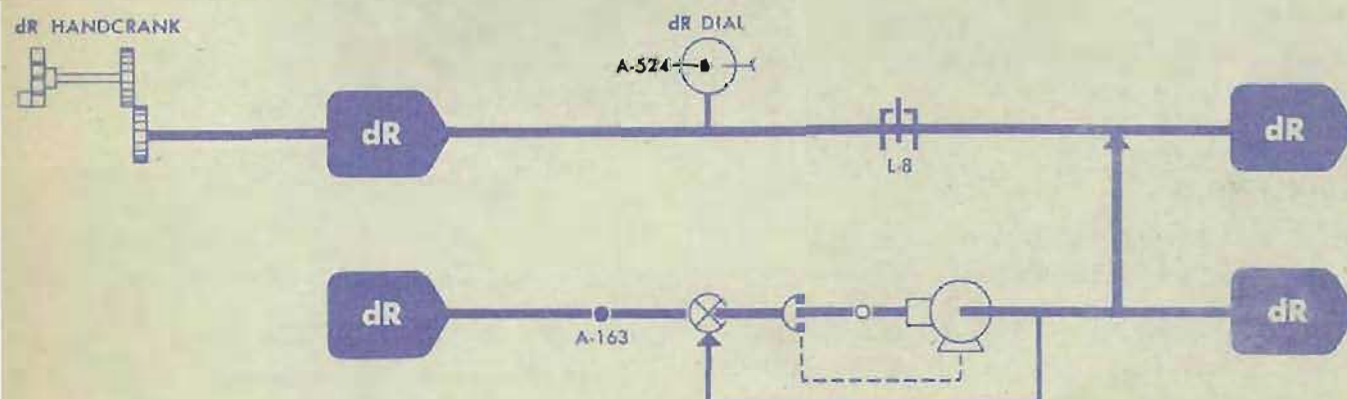 dR HANDCRANK
dR DIAL
A-524
dR
dR
L-8
dR
A-163
dR